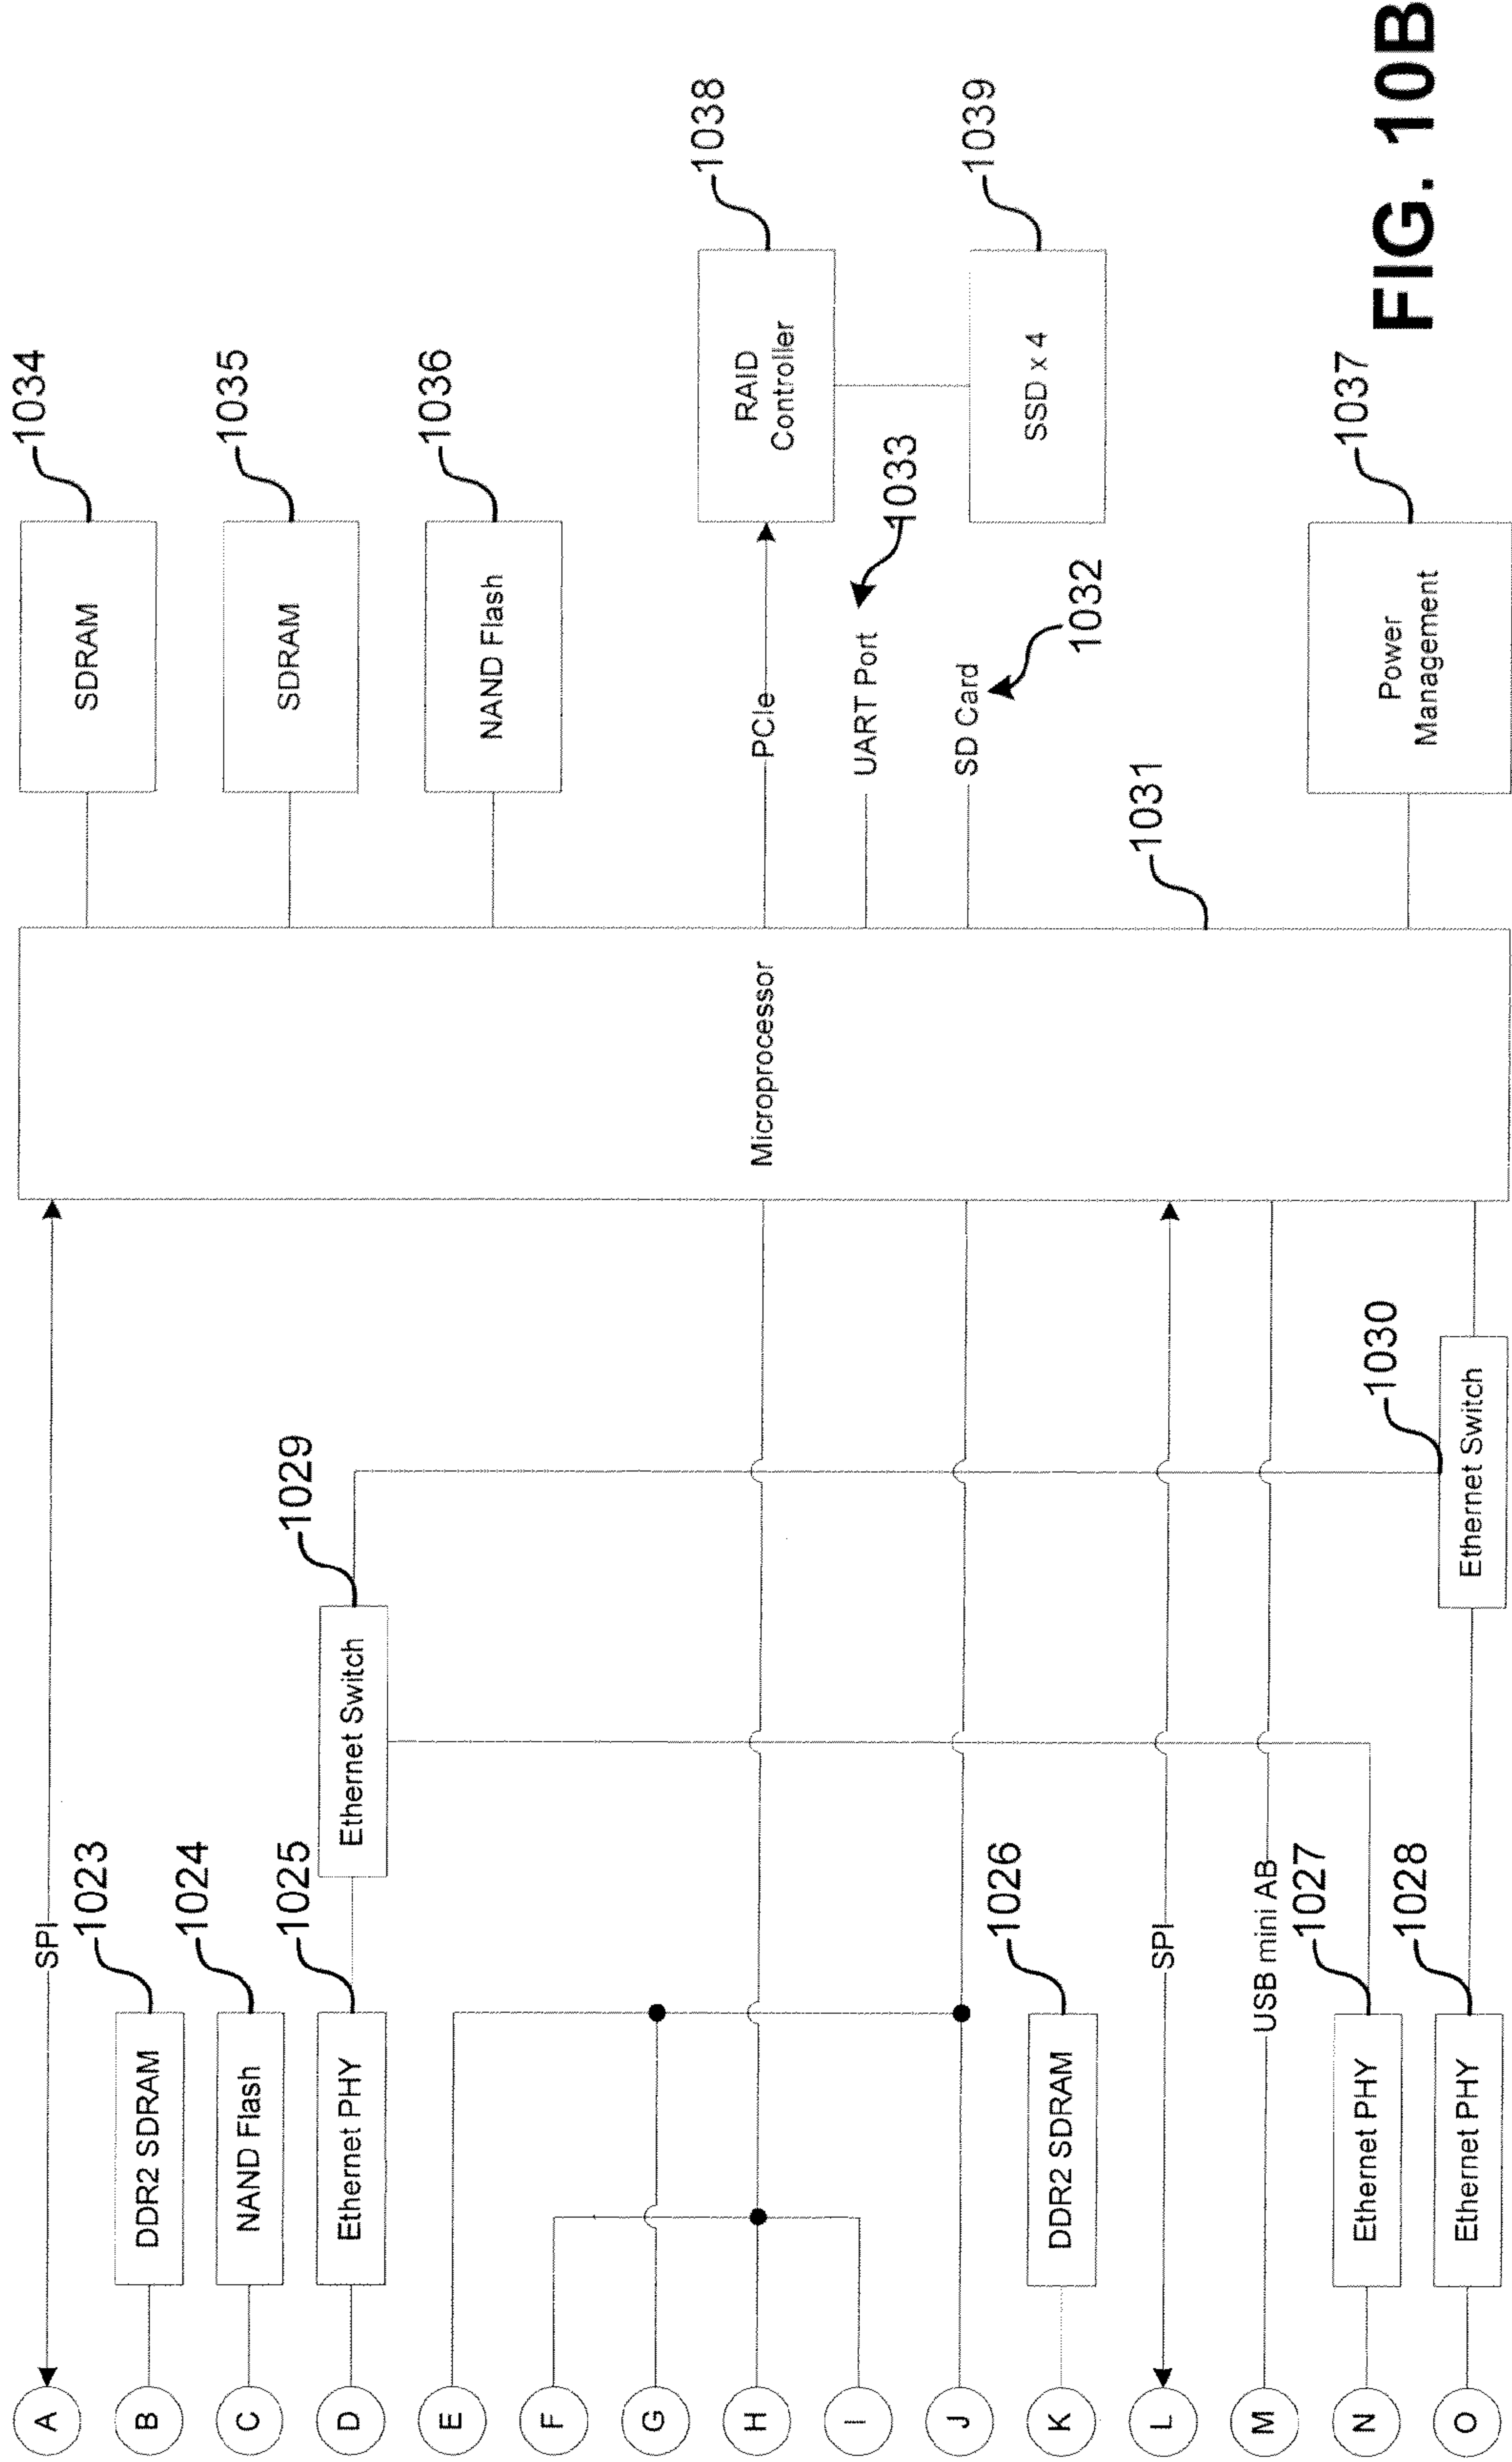 A
SPI
B
DDR2 SDRAM
1023
C
NAND Flash
1024
D
Ethernet PHY
1025
Ethernet Switch
1029
E
F
G
H
I
J
K
DDR2 SDRAM
1026
L
SPI
M
USB mini AB
N
Ethernet PHY
1027
O
Ethernet PHY
1028
Ethernet Switch
1030
Microprocessor
1031
SDRAM
1034
SDRAM
1035
NAND Flash
1036
PCIe
RAID
Controller
1038
UART Port
1033
SD Card
1032
SSD x 4
1039
Power
Management
1037
FIG. 10B